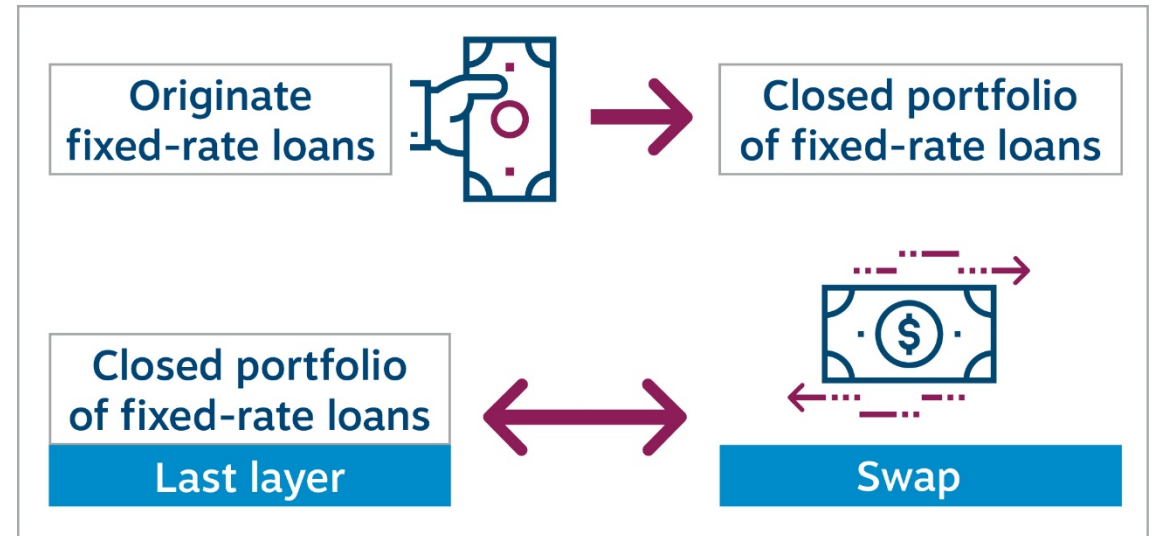 Originate
fixed-rate loans
Closed portfolio
of fixed-rate loans
Closed portfolio
of fixed-rate loans
Last layer
$
Swap